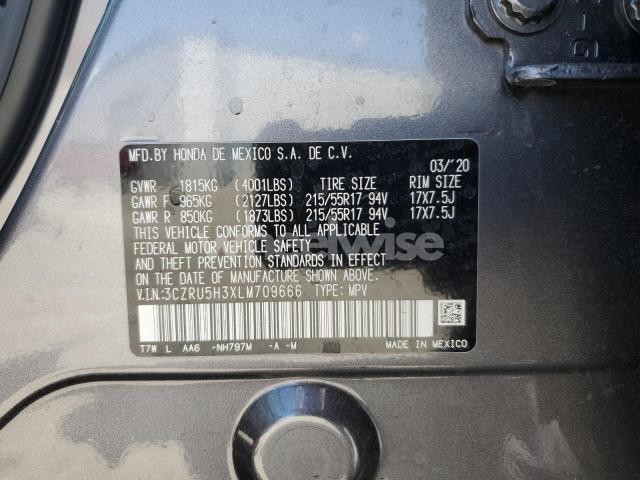 MFD.BY HONDA DE MEXICO S.A. DE C.V.
03/'20
GVWR 1815KG (4001LBS) TIRE SIZE RIM SIZE
GAWR F 965KG (2127LBS) 215/55R17 94V 17X7.5J
GAWR R 850KG (1873LBS) 215/55R17 94V 17X7.5J
THIS VEHICLE CONFORMS TO ALL APPLICABLE
FEDERAL MOTOR VEHICLE SAFETY
AND THEFT PREVENTION STANDARDS IN EFFECT
ON THE DATE OF MANUFACTURE SHOWN ABOVE.
V.I.N.:3CZRU5H3XLM709666 TYPE: MPV
T7W L AA6 -NH797M -A -M MADE IN MEXICO